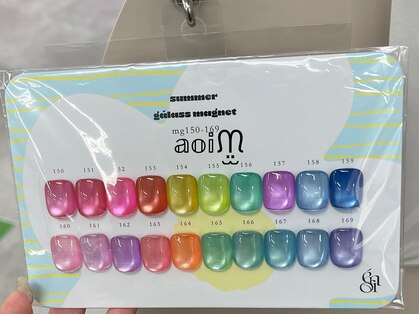 summer
gálass magnet
mg150-169
aoim
150 151 152 153 154 155 156 157 158 159
160 161 162 163 164 165 166 167 168 169